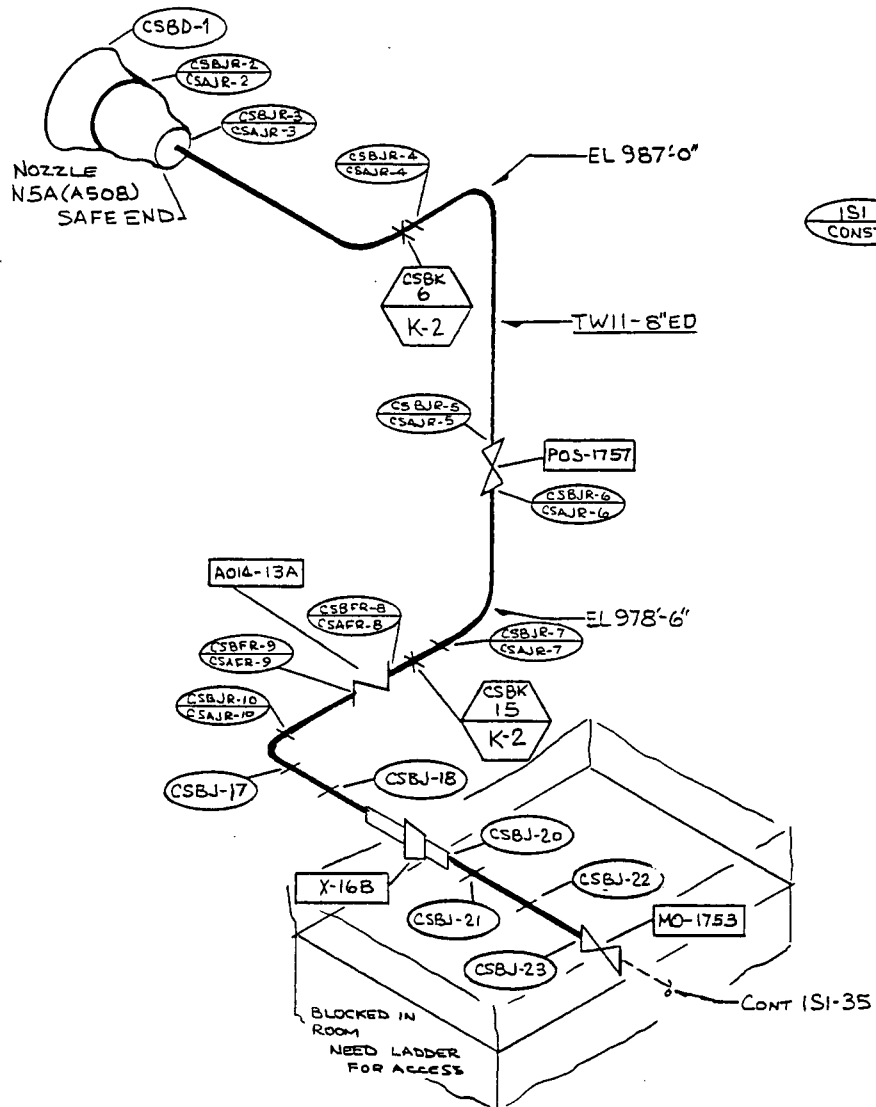 CSBD-1
CSBJR-2
CSAJR-2
CSBJR-3
CSAJR-3
NOZZLE
N5A (A508)
SAFE END
CSBJR-4
CSAJR-4
EL 987'-0"
ISI
CSBK
6
K-2
TW11-8"ED
CSBJR-5
CSAJR-5
POS-1757
CSBJR-6
CSAJR-6
AO14-13A
CSBFR-8
CSAFR-8
EL 978'-6"
CSBFR-9
CSAFR-9
CSBJR-7
CSAJR-7
CSBK
15
K-2
CSBJR-10
CSAJR-10
CSBJ-17
CSBJ-18
CSBJ-20
X-16B
CSBJ-22
CSBJ-21
MO-1753
CSBJ-23
CONT ISI-35
BLOCKED IN
ROOM
NEED LADDER
FOR ACCESS